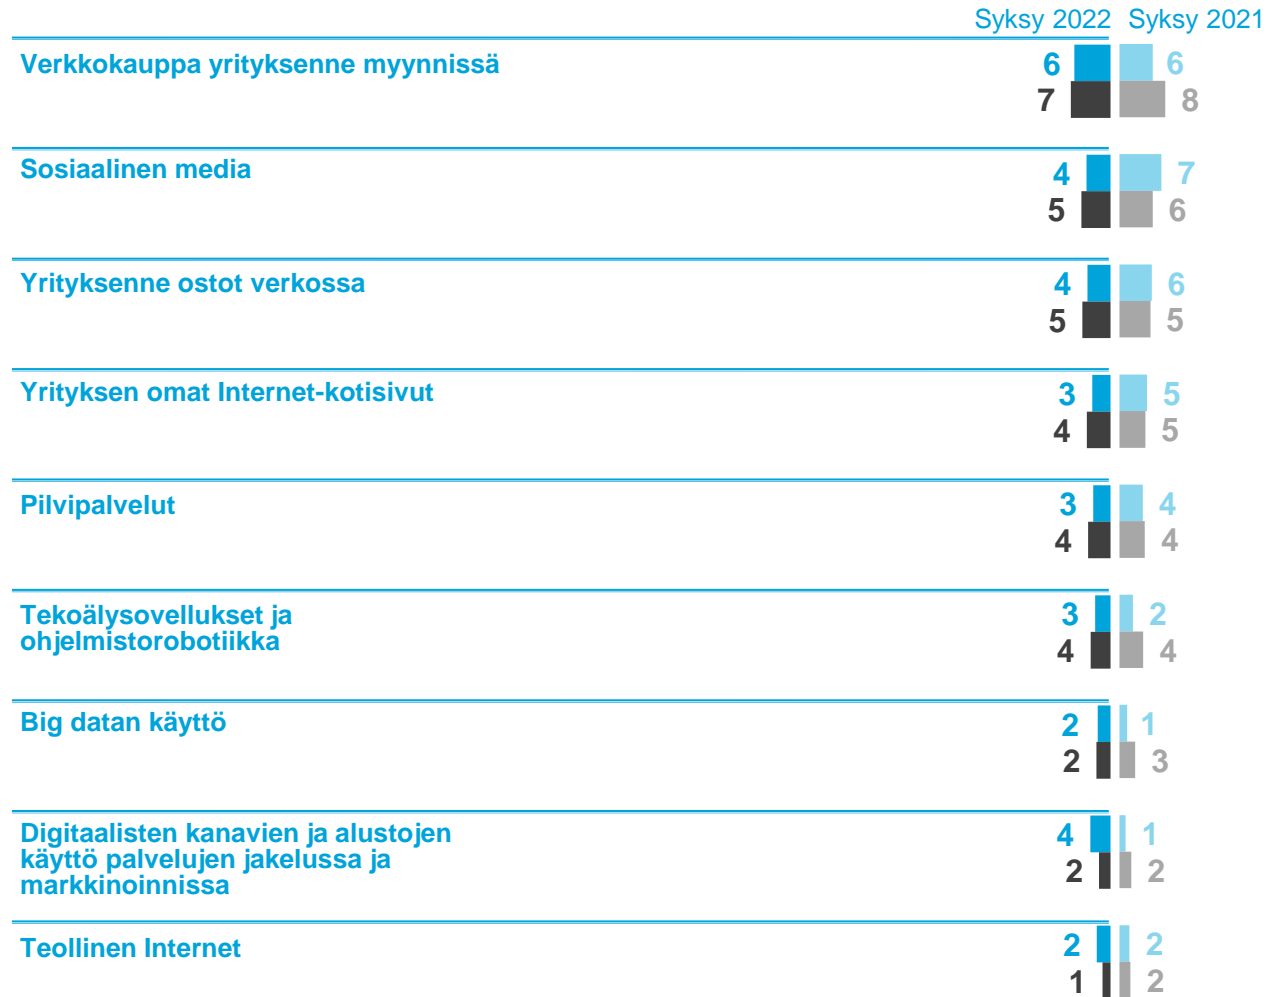 Syksy 2022 Syksy 2021
Verkkokauppa yrityksenne myynnissä
6 6
7 8
Sosiaalinen media
4 7
5 6
Yrityksenne ostot verkossa
4 6
5 5
Yrityksen omat Internet-kotisivut
3 5
4 5
Pilvipalvelut
3 4
4 4
Tekoälysovellukset ja
ohjelmistorobotiikka
3 2
4 4
Big datan käyttö
2 1
2 3
Digitaalisten kanavien ja alustojen
käyttö palvelujen jakelussa ja
markkinoinnissa
4 1
2 2
Teollinen Internet
2 2
1 2